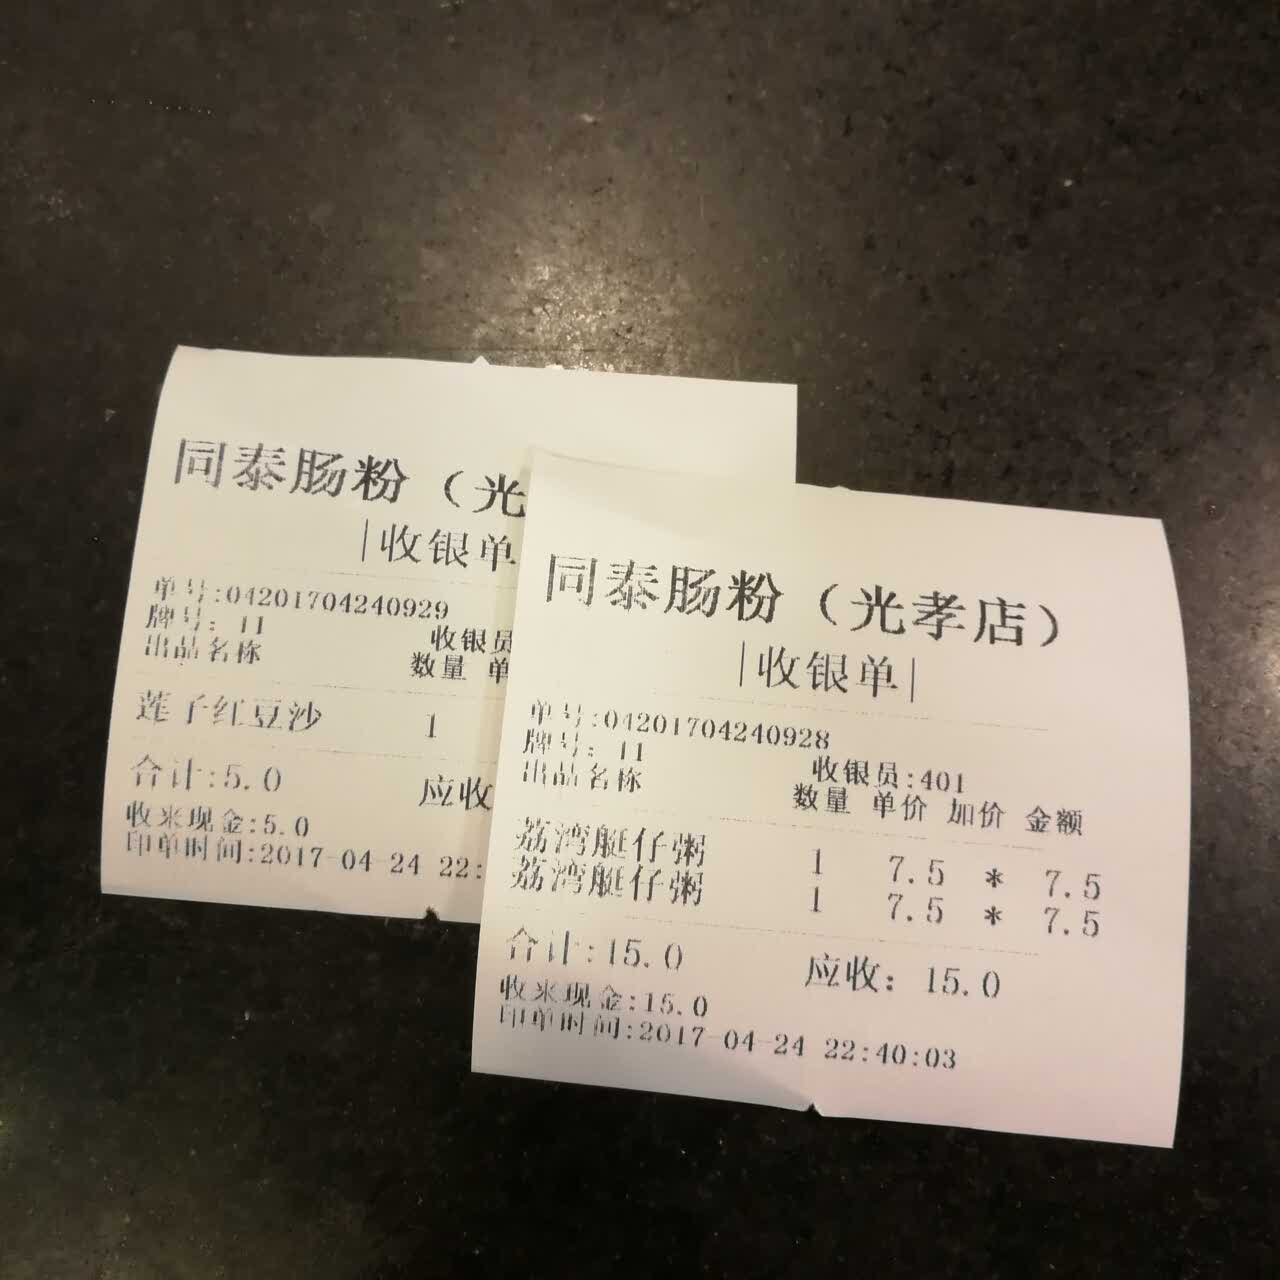 同泰肠粉（光
|收银单
单号:04201704240929
牌号: 11 收银员
出品名称 数量 单
莲子红豆沙 1
合计:5.0 应收
收来现金:5.0
印单时间:2017-04-24 22:
同泰肠粉（光孝店）
|收银单|
单号:04201704240928
牌号: 11 收银员:401
出品名称 数量 单价 加价 金额
荔湾艇仔粥 1 7.5 * 7.5
荔湾艇仔粥 1 7.5 * 7.5
合计:15.0 应收: 15.0
收来现金:15.0
印单时间:2017-04-24 22:40:03